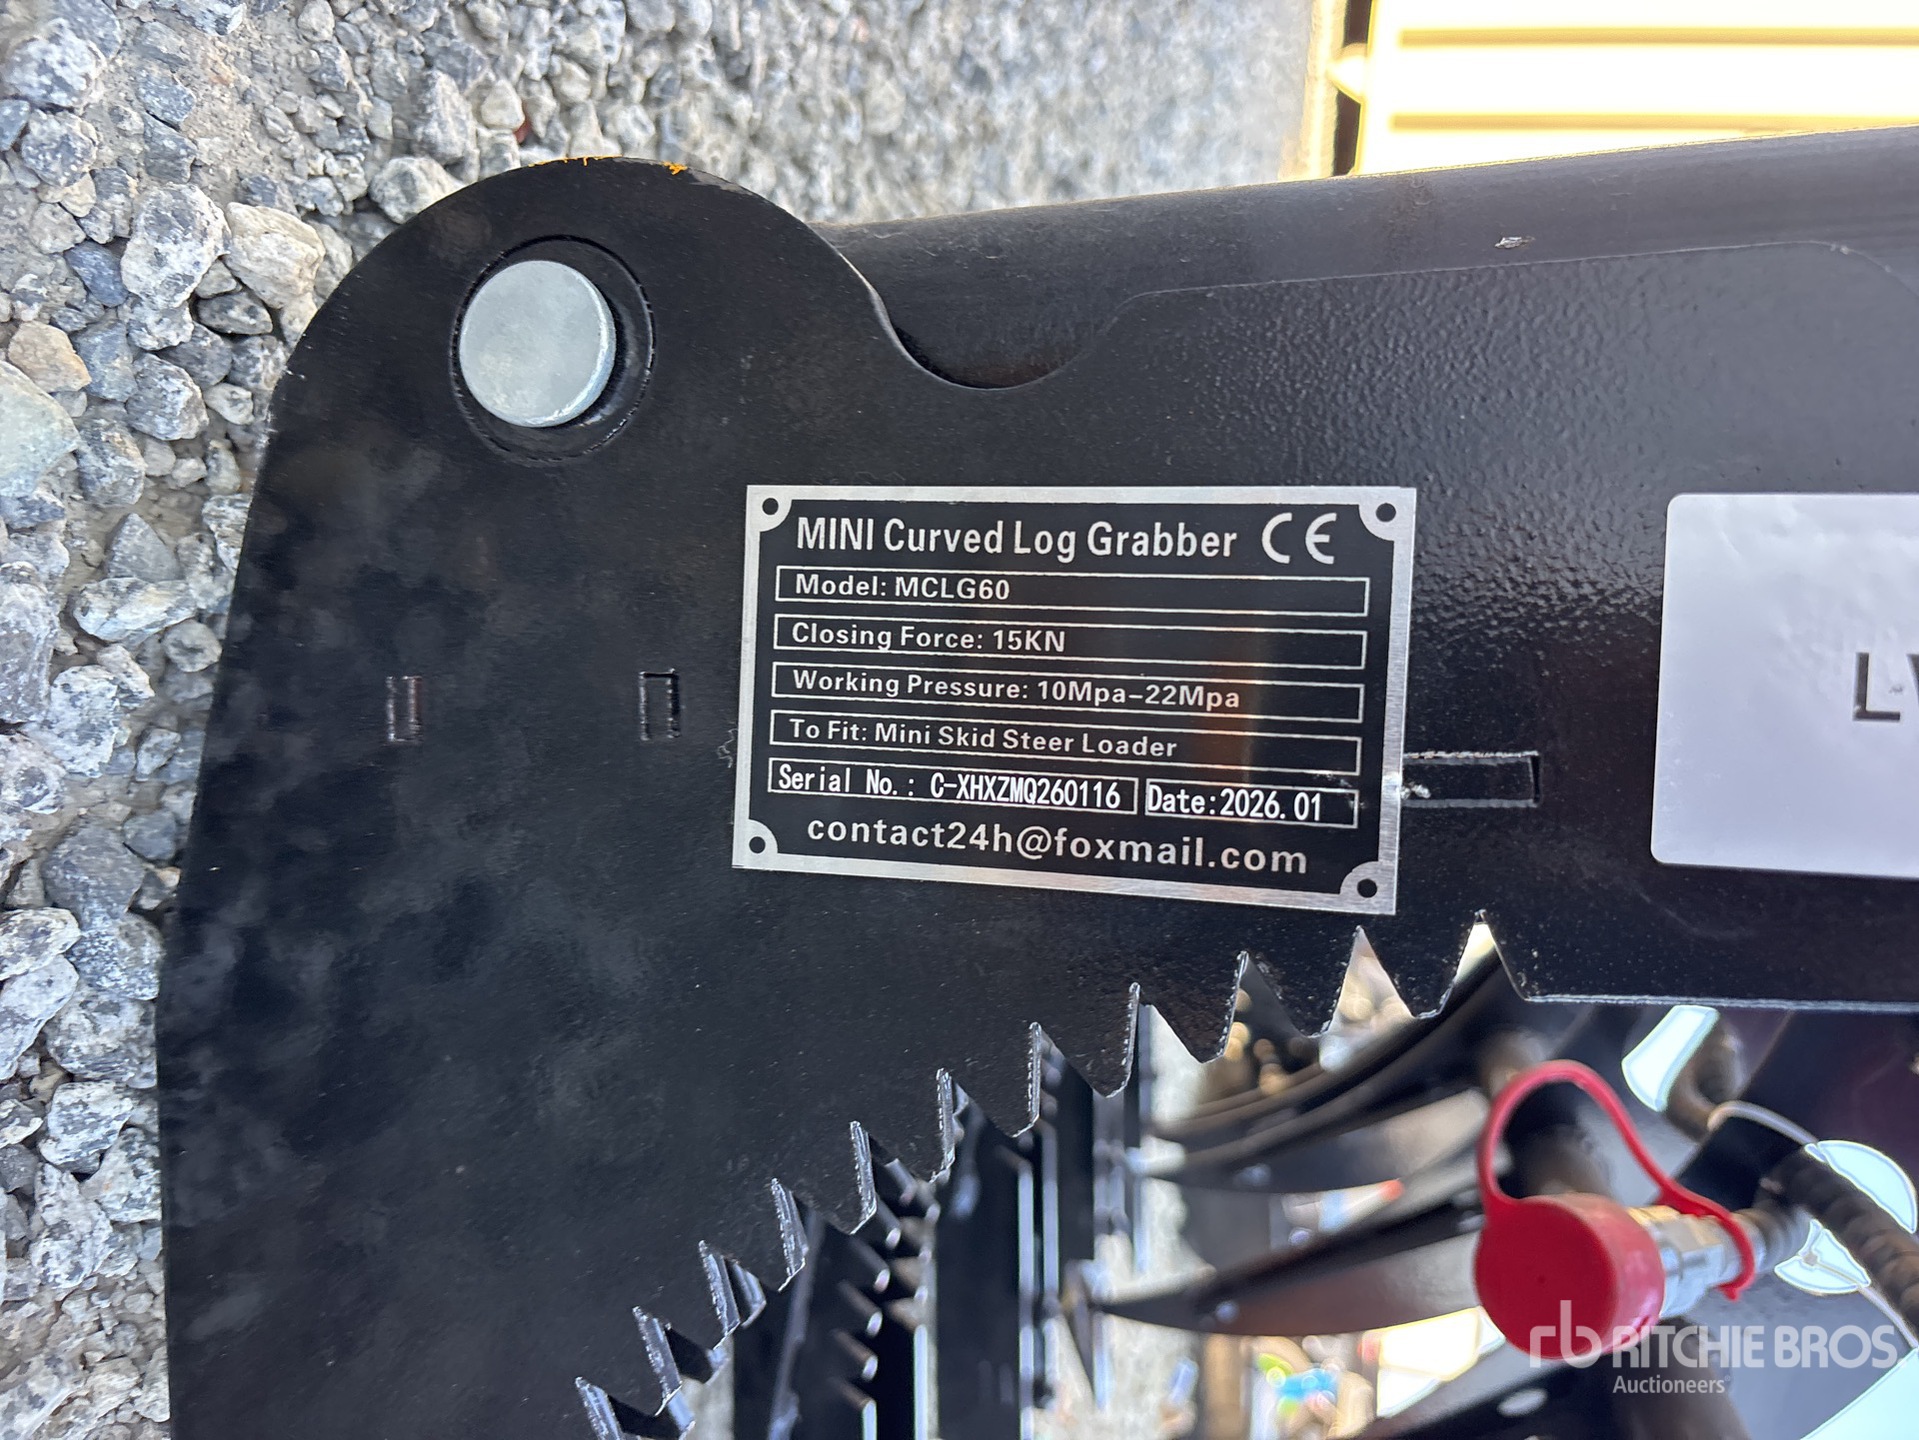 MINI Curved Log Grabber CE
Model: MCLG60
Closing Force: 15KN
Working Pressure: 10Mpa-22Mpa
To Fit: Mini Skid Steer Loader
Serial No.: C-XHXZMQ260116 Date:2026.01
contact24h@foxmail.com
rb RITCHIE BROS
Auctioneers